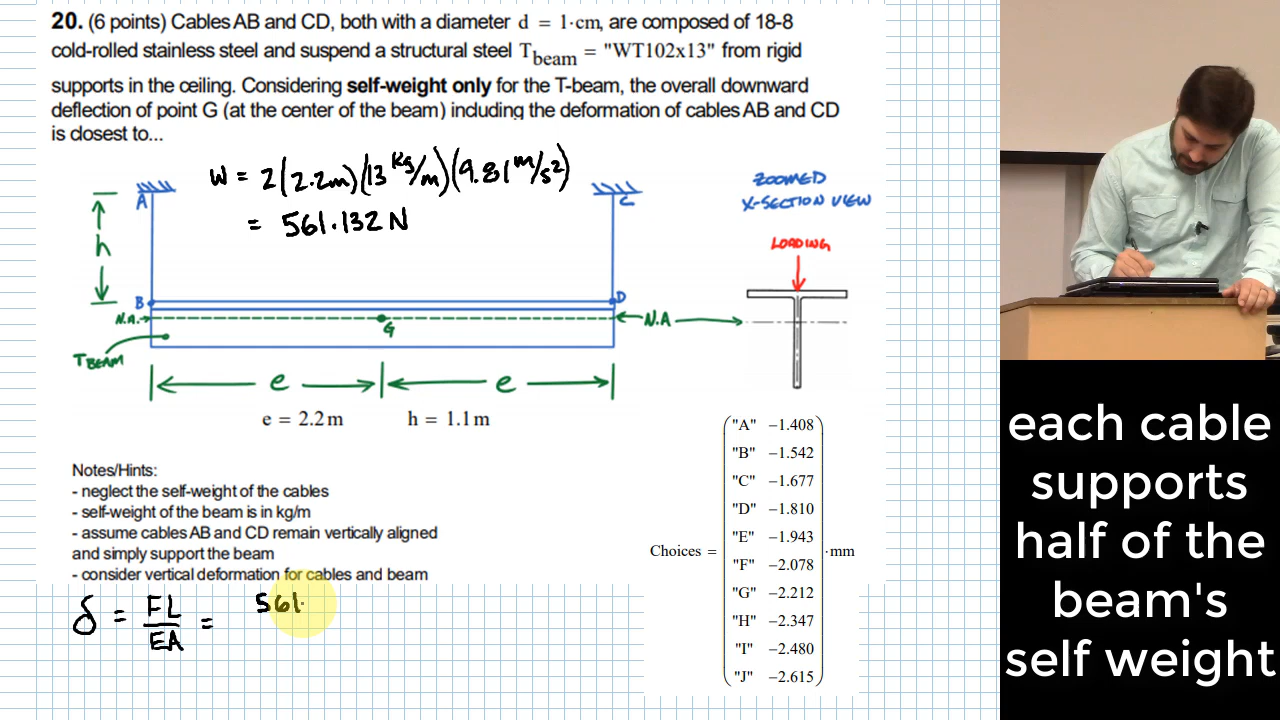 20. (6 points) Cables AB and CD, both with a diameter d = 1·cm, are composed of 18-8
cold-rolled stainless steel and suspend a structural steel T_beam = "WT102x13" from rigid
supports in the ceiling. Considering self-weight only for the T-beam, the overall downward
deflection of point G (at the center of the beam) including the deformation of cables AB and CD
is closest to...
W = 2(2.2m)(13 kg/m)(9.81 m/s²)
= 561.132 N
A
C
h
B
D
N.A.
G
N.A
T BEAM
e
e
e = 2.2 m
h = 1.1 m
ZOOMED
X-SECTION VIEW
LOADING
Notes/Hints:
- neglect the self-weight of the cables
- self-weight of the beam is in kg/m
- assume cables AB and CD remain vertically aligned
and simply support the beam
- consider vertical deformation for cables and beam
δ = FL/EA = 561.
Choices =
"A" −1.408
"B" −1.542
"C" −1.677
"D" −1.810
"E" −1.943
"F" −2.078
"G" −2.212
"H" −2.347
"I" −2.480
"J" −2.615
·mm
each cable
supports
half of the
beam's
self weight